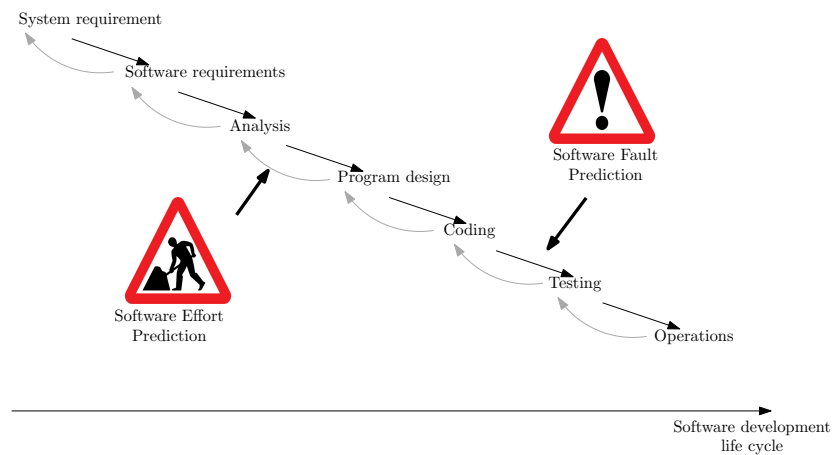 System requirement
Software requirements
Analysis
Program design
Coding
Testing
Operations
Software Fault
Prediction
Software Effort
Prediction
Software development
life cycle